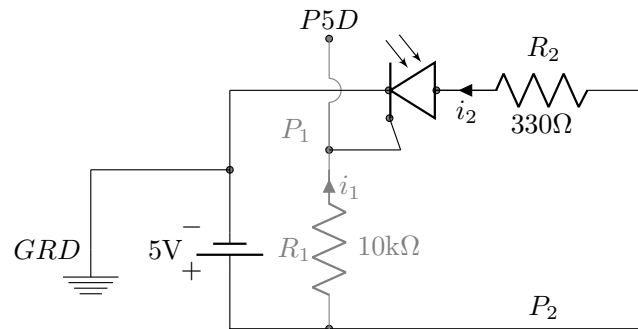 P5D
R₂
P₁
i₂
330Ω
i₁
GRD
−
5V
+
R₁
10kΩ
P₂